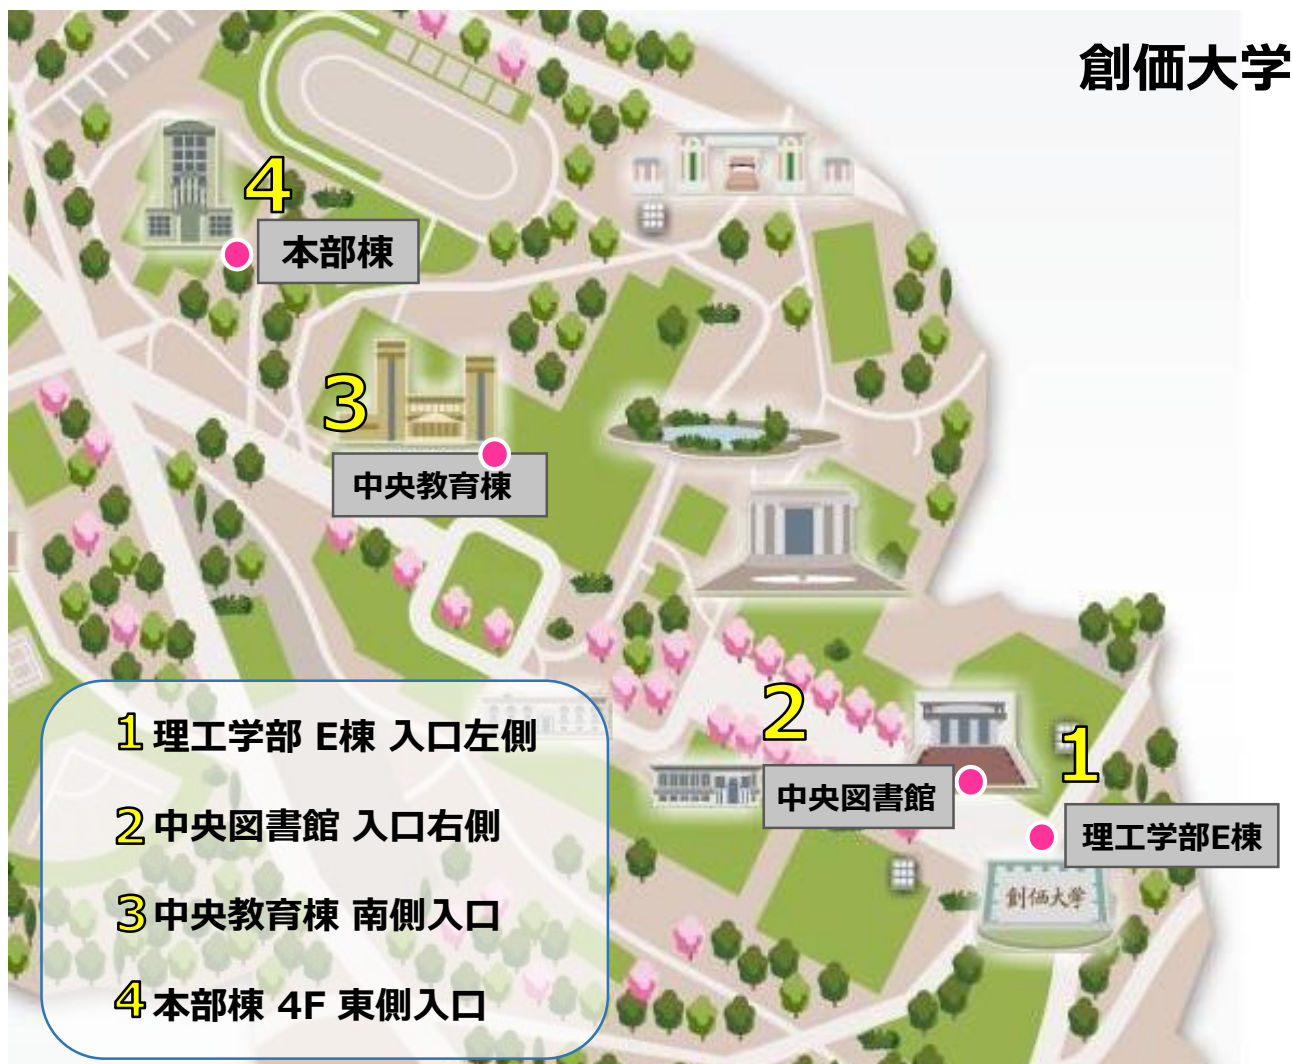 創価大学
4
本部棟
3
中央教育棟
2
中央図書館
1
理工学部E棟
創価大学
1 理工学部 E棟 入口左側
2 中央図書館 入口右側
3 中央教育棟 南側入口
4 本部棟 4F 東側入口